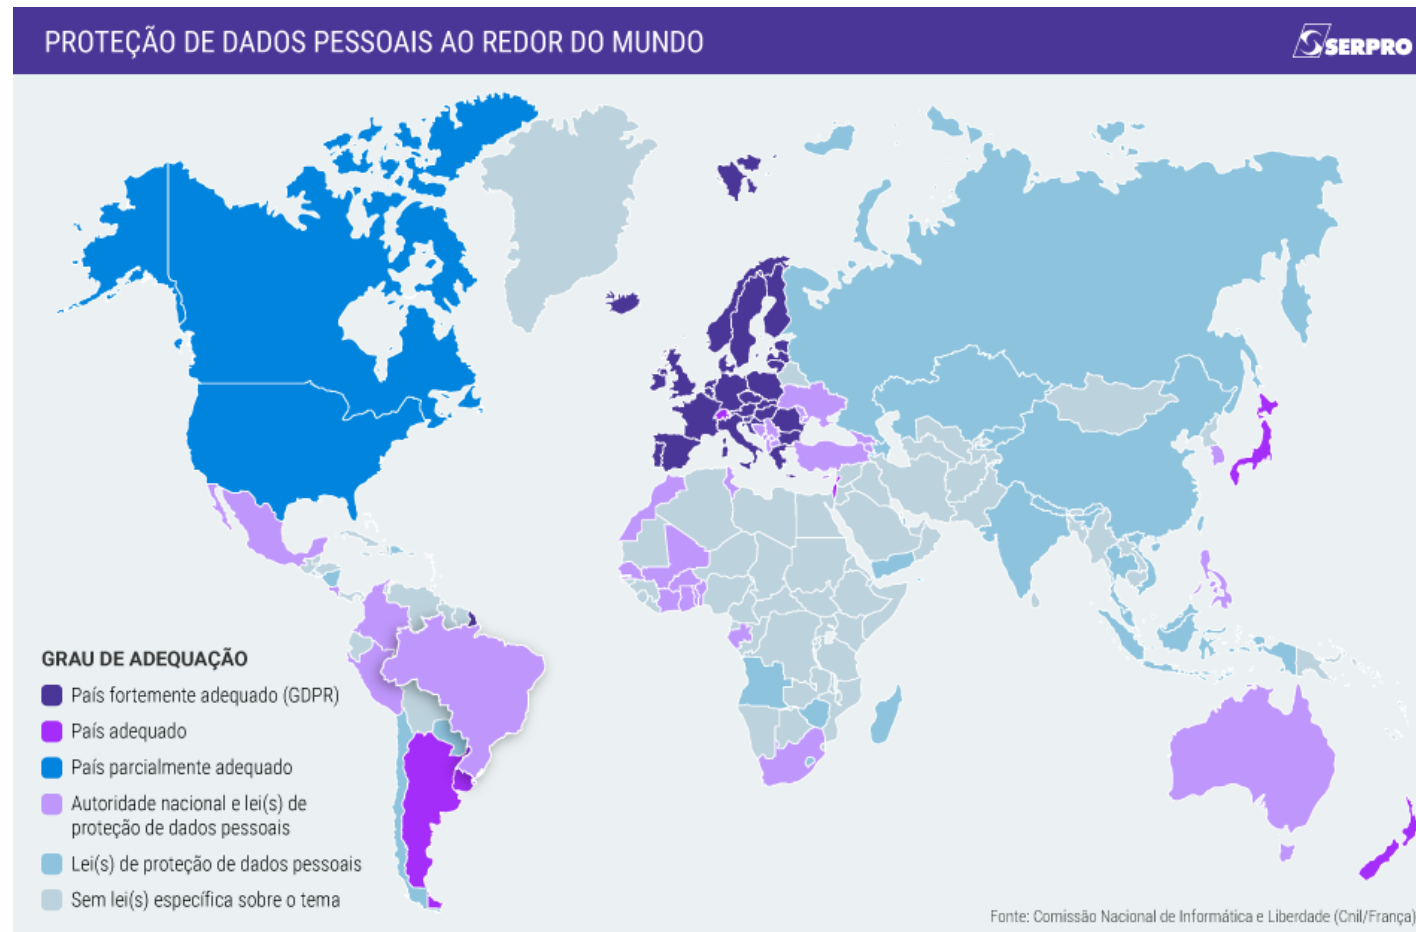 PROTEÇÃO DE DADOS PESSOAIS AO REDOR DO MUNDO
SERPRO
GRAU DE ADEQUAÇÃO
País fortemente adequado (GDPR)
País adequado
País parcialmente adequado
Autoridade nacional e lei(s) de
proteção de dados pessoais
Lei(s) de proteção de dados pessoais
Sem lei(s) específica sobre o tema
Fonte: Comissão Nacional de Informática e Liberdade (Cnil/França)